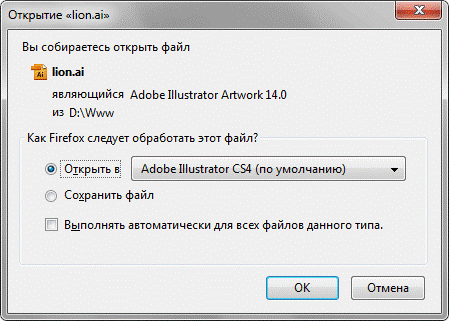 Открытие «lion.ai»
Вы собираетесь открыть файл
Ai lion.ai
являющийся Adobe Illustrator Artwork 14.0
из D:\Www
Как Firefox следует обработать этот файл?
Открыть в Adobe Illustrator CS4 (по умолчанию)
Сохранить файл
Выполнять автоматически для всех файлов данного типа.
OK Отмена